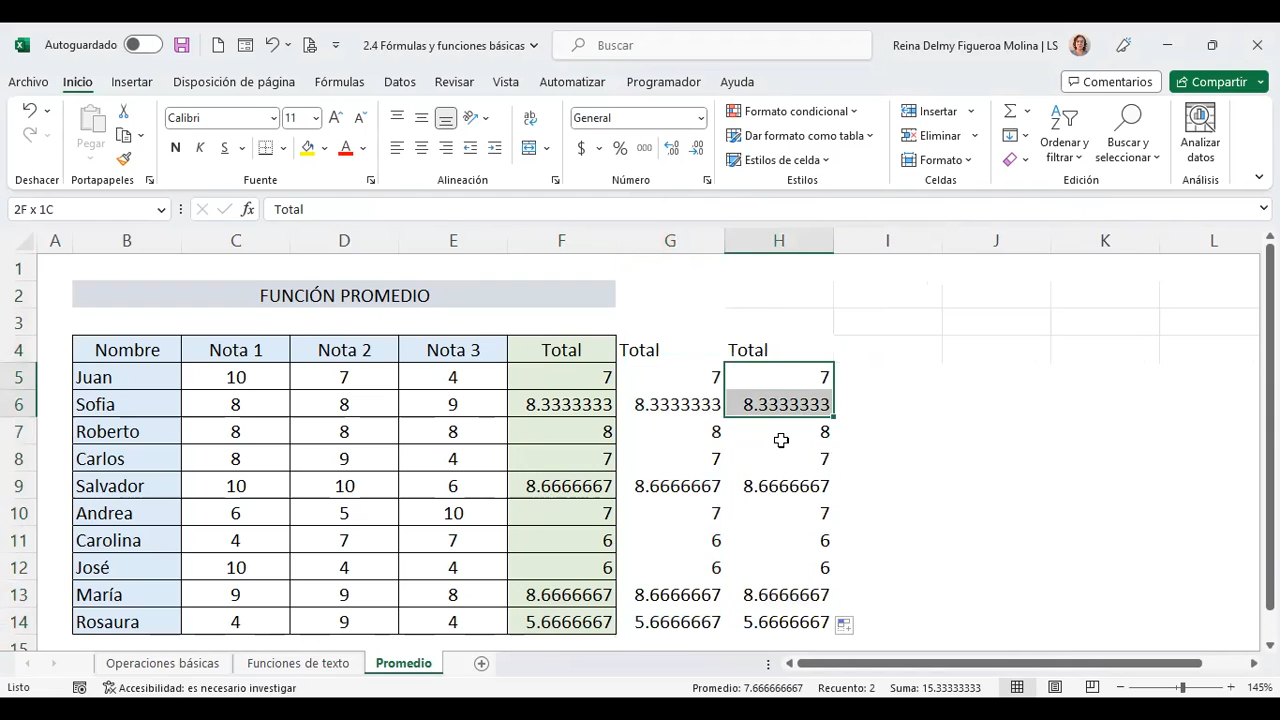 Autoguardado
2.4 Fórmulas y funciones básicas
Buscar
Reina Delmy Figueroa Molina | LS
Archivo Inicio Insertar Disposición de página Fórmulas Datos Revisar Vista Automatizar Programador Ayuda
Comentarios
Compartir
Pegar
Calibri 11
N K S
General
$ % 000
Formato condicional
Dar formato como tabla
Estilos de celda
Insertar
Eliminar
Formato
Ordenary
filtrar
Buscar y
seleccionar
Analizar
datos
Deshacer Portapapeles Fuente Alineación Número Estilos Celdas Edición Análisis
2F x 1C fx Total
A B C D E F G H I J K L
1
2 FUNCIÓN PROMEDIO
3
4 Nombre Nota 1 Nota 2 Nota 3 Total Total Total
5 Juan 10 7 4 7 7 7
6 Sofia 8 8 9 8.3333333 8.3333333 8.3333333
7 Roberto 8 8 8 8 8 8
8 Carlos 8 9 4 7 7 7
9 Salvador 10 10 6 8.6666667 8.6666667 8.6666667
10 Andrea 6 5 10 7 7 7
11 Carolina 4 7 7 6 6 6
12 José 10 4 4 6 6 6
13 María 9 9 8 8.6666667 8.6666667 8.6666667
14 Rosaura 4 9 4 5.6666667 5.6666667 5.6666667
15
Operaciones básicas Funciones de texto Promedio
Listo Accesibilidad: es necesario investigar Promedio: 7.666666667 Recuento: 2 Suma: 15.33333333 145%